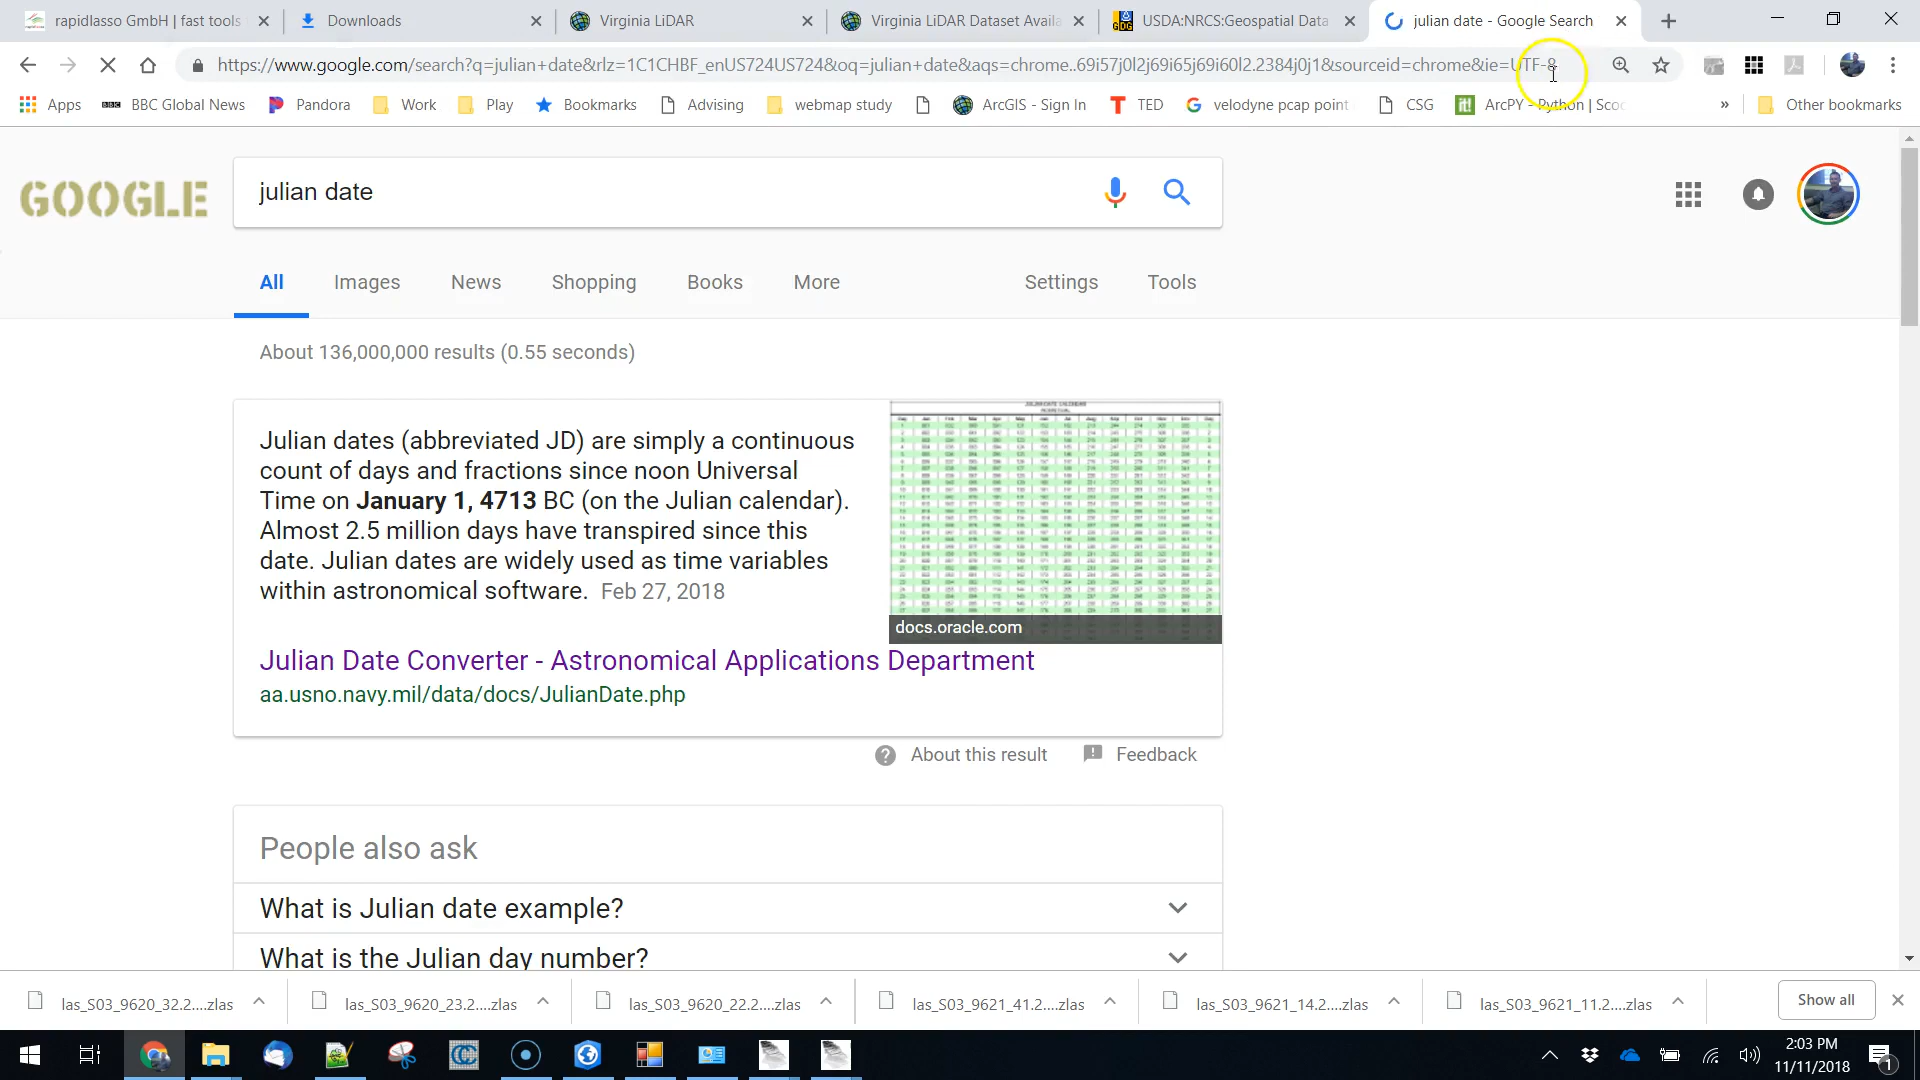 rapidlasso GmbH | fast tools
Downloads
Virginia LiDAR
Virginia LiDAR Dataset Availa
USDA:NRCS:Geospatial Data
julian date - Google Search
https://www.google.com/search?q=julian+date&rlz=1C1CHBF_enUS724US724&oq=julian+date&aqs=chrome..69i57j0l2j69i65j69i60l2.2384j0j1&sourceid=chrome&ie=UTF-8
Apps
BBC BBC Global News
Pandora
Work
Play
Bookmarks
Advising
webmap study
ArcGIS - Sign In
TED
velodyne pcap point
CSG
it! ArcPY - Python | Scoo
»
Other bookmarks
GOOGLE
julian date
All
Images
News
Shopping
Books
More
Settings
Tools
About 136,000,000 results (0.55 seconds)
Julian dates (abbreviated JD) are simply a continuous
count of days and fractions since noon Universal
Time on January 1, 4713 BC (on the Julian calendar).
Almost 2.5 million days have transpired since this
date. Julian dates are widely used as time variables
within astronomical software. Feb 27, 2018
docs.oracle.com
Julian Date Converter - Astronomical Applications Department
aa.usno.navy.mil/data/docs/JulianDate.php
About this result
Feedback
People also ask
What is Julian date example?
What is the Julian day number?
las_S03_9620_32.2....zlas
las_S03_9620_23.2....zlas
las_S03_9620_22.2....zlas
las_S03_9621_41.2....zlas
las_S03_9621_14.2....zlas
las_S03_9621_11.2....zlas
Show all
2:03 PM
11/11/2018
1